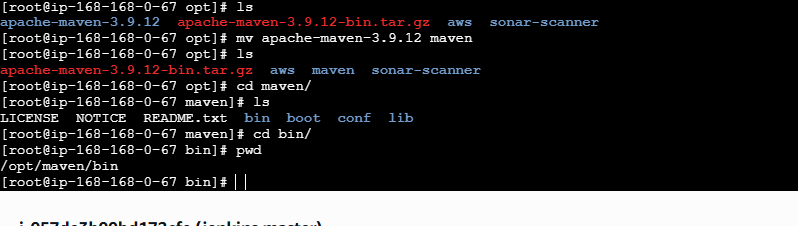 [root@ip-168-168-0-67 opt]# ls
apache-maven-3.9.12  apache-maven-3.9.12-bin.tar.gz  aws  sonar-scanner
[root@ip-168-168-0-67 opt]# mv apache-maven-3.9.12 maven
[root@ip-168-168-0-67 opt]# ls
apache-maven-3.9.12-bin.tar.gz  aws  maven  sonar-scanner
[root@ip-168-168-0-67 opt]# cd maven/
[root@ip-168-168-0-67 maven]# ls
LICENSE  NOTICE  README.txt  bin  boot  conf  lib
[root@ip-168-168-0-67 maven]# cd bin/
[root@ip-168-168-0-67 bin]# pwd
/opt/maven/bin
[root@ip-168-168-0-67 bin]#
(jenkins master)